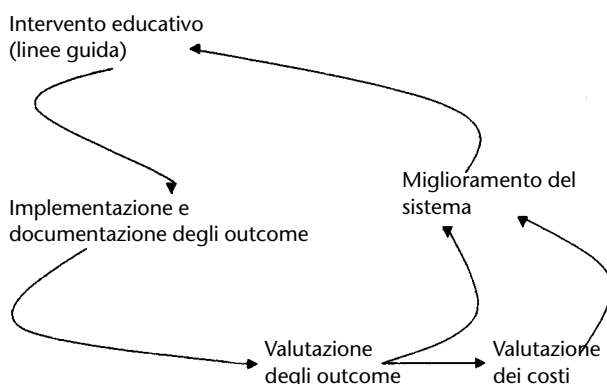 Intervento educativo
(linee guida)
Miglioramento del
sistema
Implementazione e
documentazione degli outcome
Valutazione
degli outcome
Valutazione
dei costi